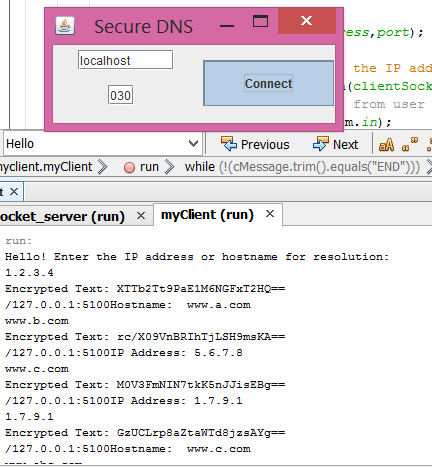 Secure DNS
localhost
ress,port);
030
Connect
the IP addr
(clientSock
from user
m.in);
Hello
Previous
Next
myclient.myClient
run
while (!(cMessage.trim().equals("END")))
t
ocket_server (run)
myClient (run)
run:
Hello! Enter the IP address or hostname for resolution:
1.2.3.4
Encrypted Text: XTTb2Tt9PaE1M6NGFxT2HQ==
/127.0.0.1:5100Hostname:  www.a.com
www.b.com
Encrypted Text: rc/X09VnBRIhTjLSH9msKA==
/127.0.0.1:5100IP Address: 5.6.7.8
www.c.com
Encrypted Text: M0V3FmNIN7tkK5nJJisEBg==
/127.0.0.1:5100IP Address: 1.7.9.1
1.7.9.1
Encrypted Text: GzUCLrp8aZtaWTd8jzsAYg==
/127.0.0.1:5100Hostname:  www.c.com